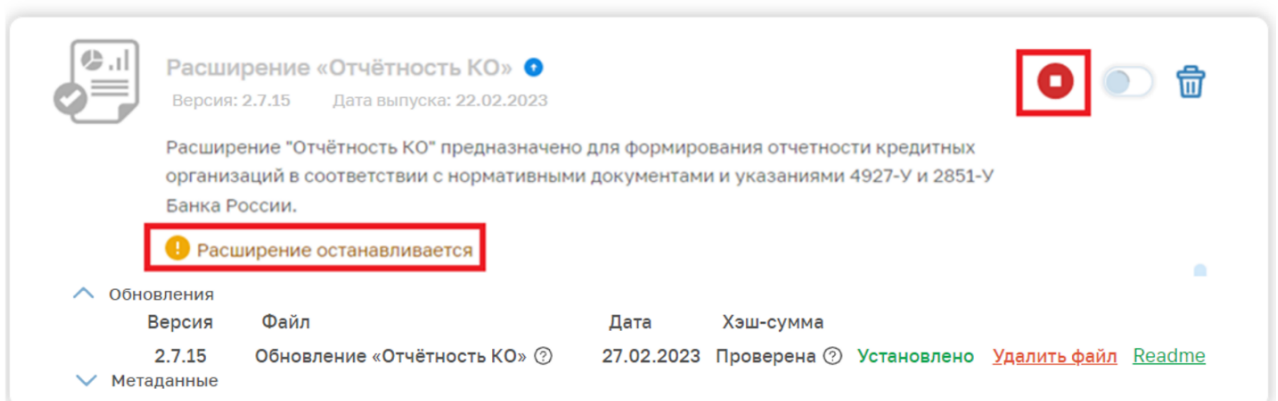 Расширение «Отчётность КО»
Версия: 2.7.15 Дата выпуска: 22.02.2023
Расширение "Отчётность КО" предназначено для формирования отчетности кредитных
организаций в соответствии с нормативными документами и указаниями 4927-У и 2851-У
Банка России.
Расширение останавливается
Обновления
Версия Файл Дата Хэш-сумма
2.7.15 Обновление «Отчётность КО» 27.02.2023 Проверена Установлено Удалить файл Readme
Метаданные